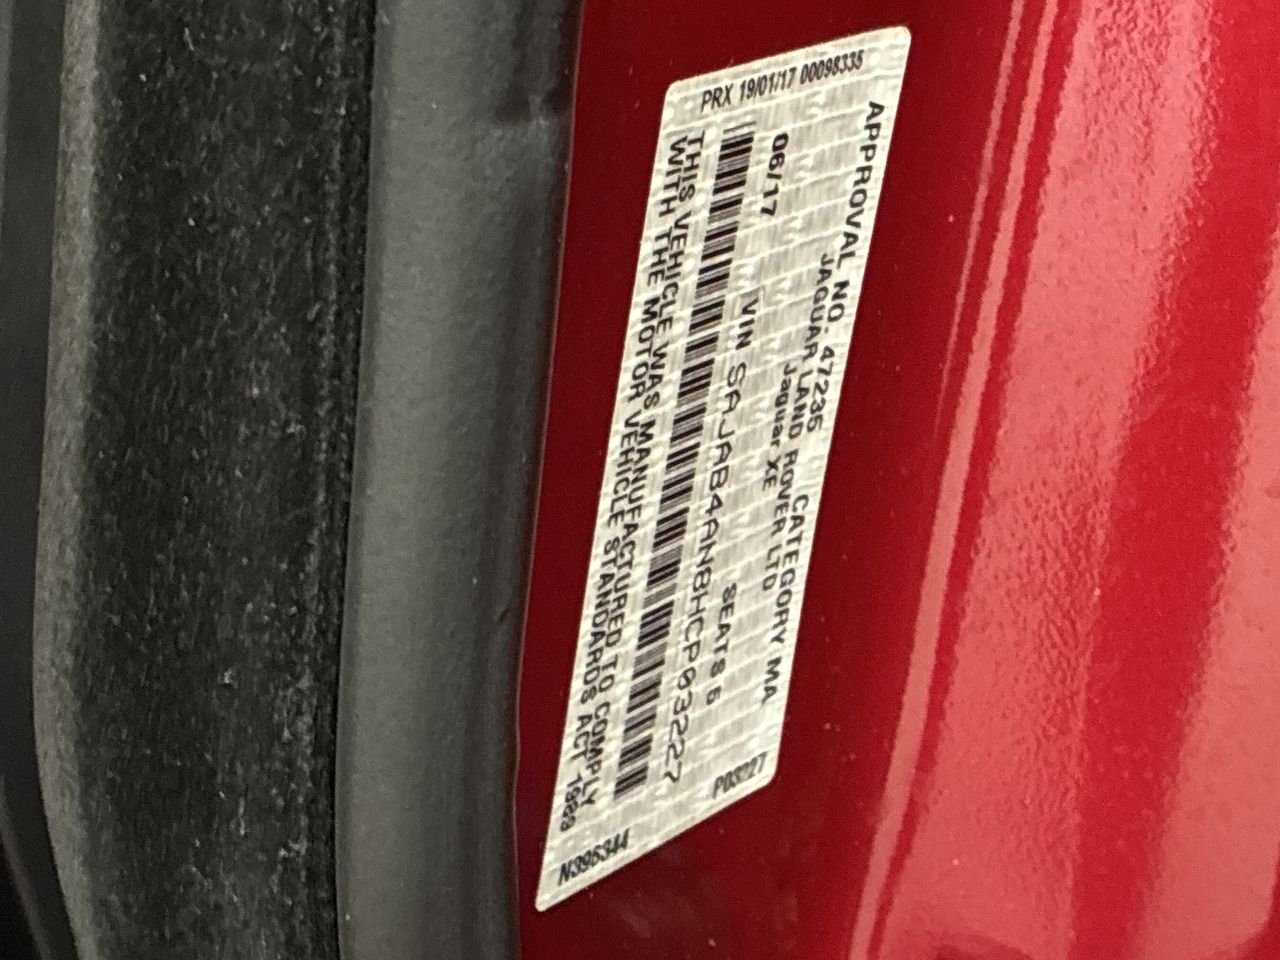 PRX 19/01/17 00098335
APPROVAL NO. 47235 CATEGORY MA
JAGUAR LAND ROVER LTD
06/17 Jaguar XE SEATS 5
VIN SAJAB4AN8HCP03227
THIS VEHICLE WAS MANUFACTURED TO COMPLY
WITH THE MOTOR VEHICLE STANDARDS ACT 1989
P03227
N395344